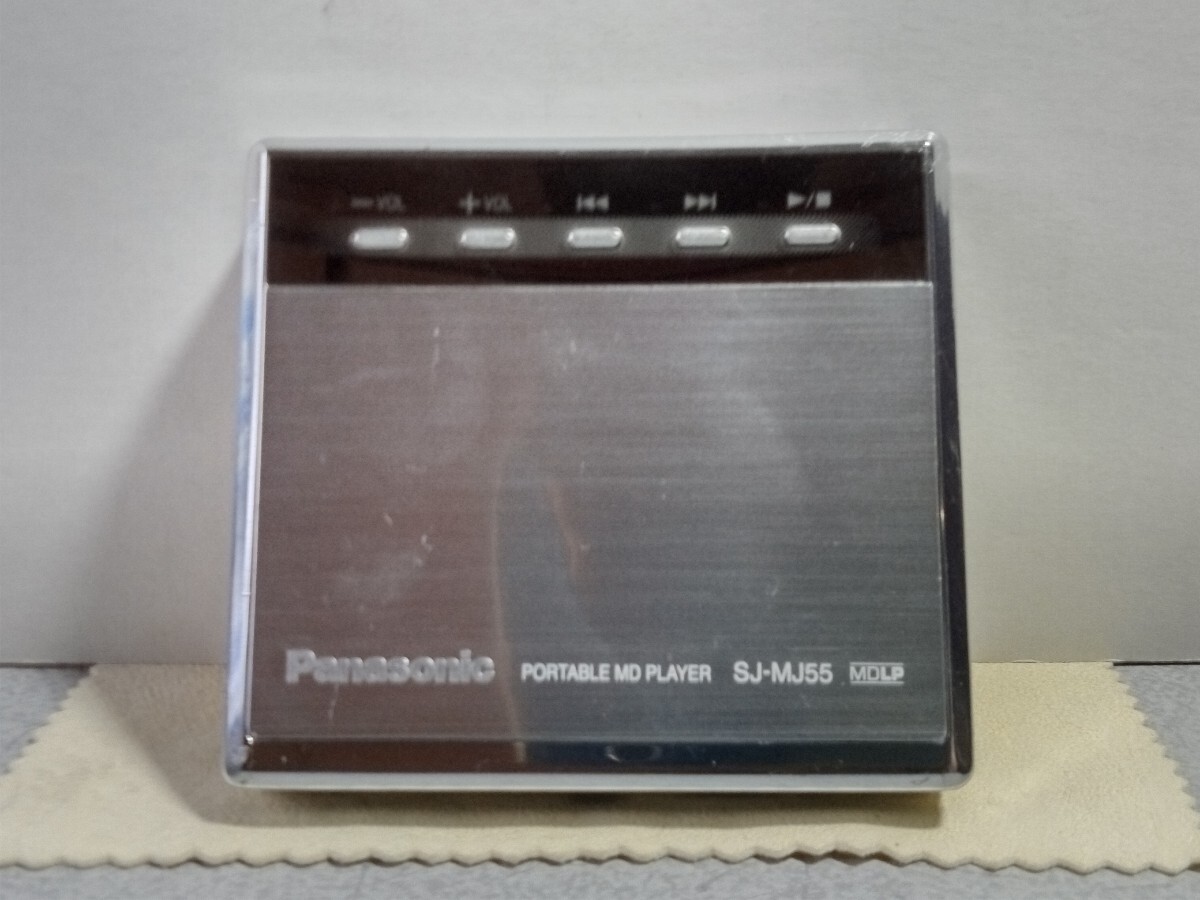 − VOL + VOL ⏮ ⏭ ▶/■
Panasonic PORTABLE MD PLAYER SJ-MJ55 MDLP